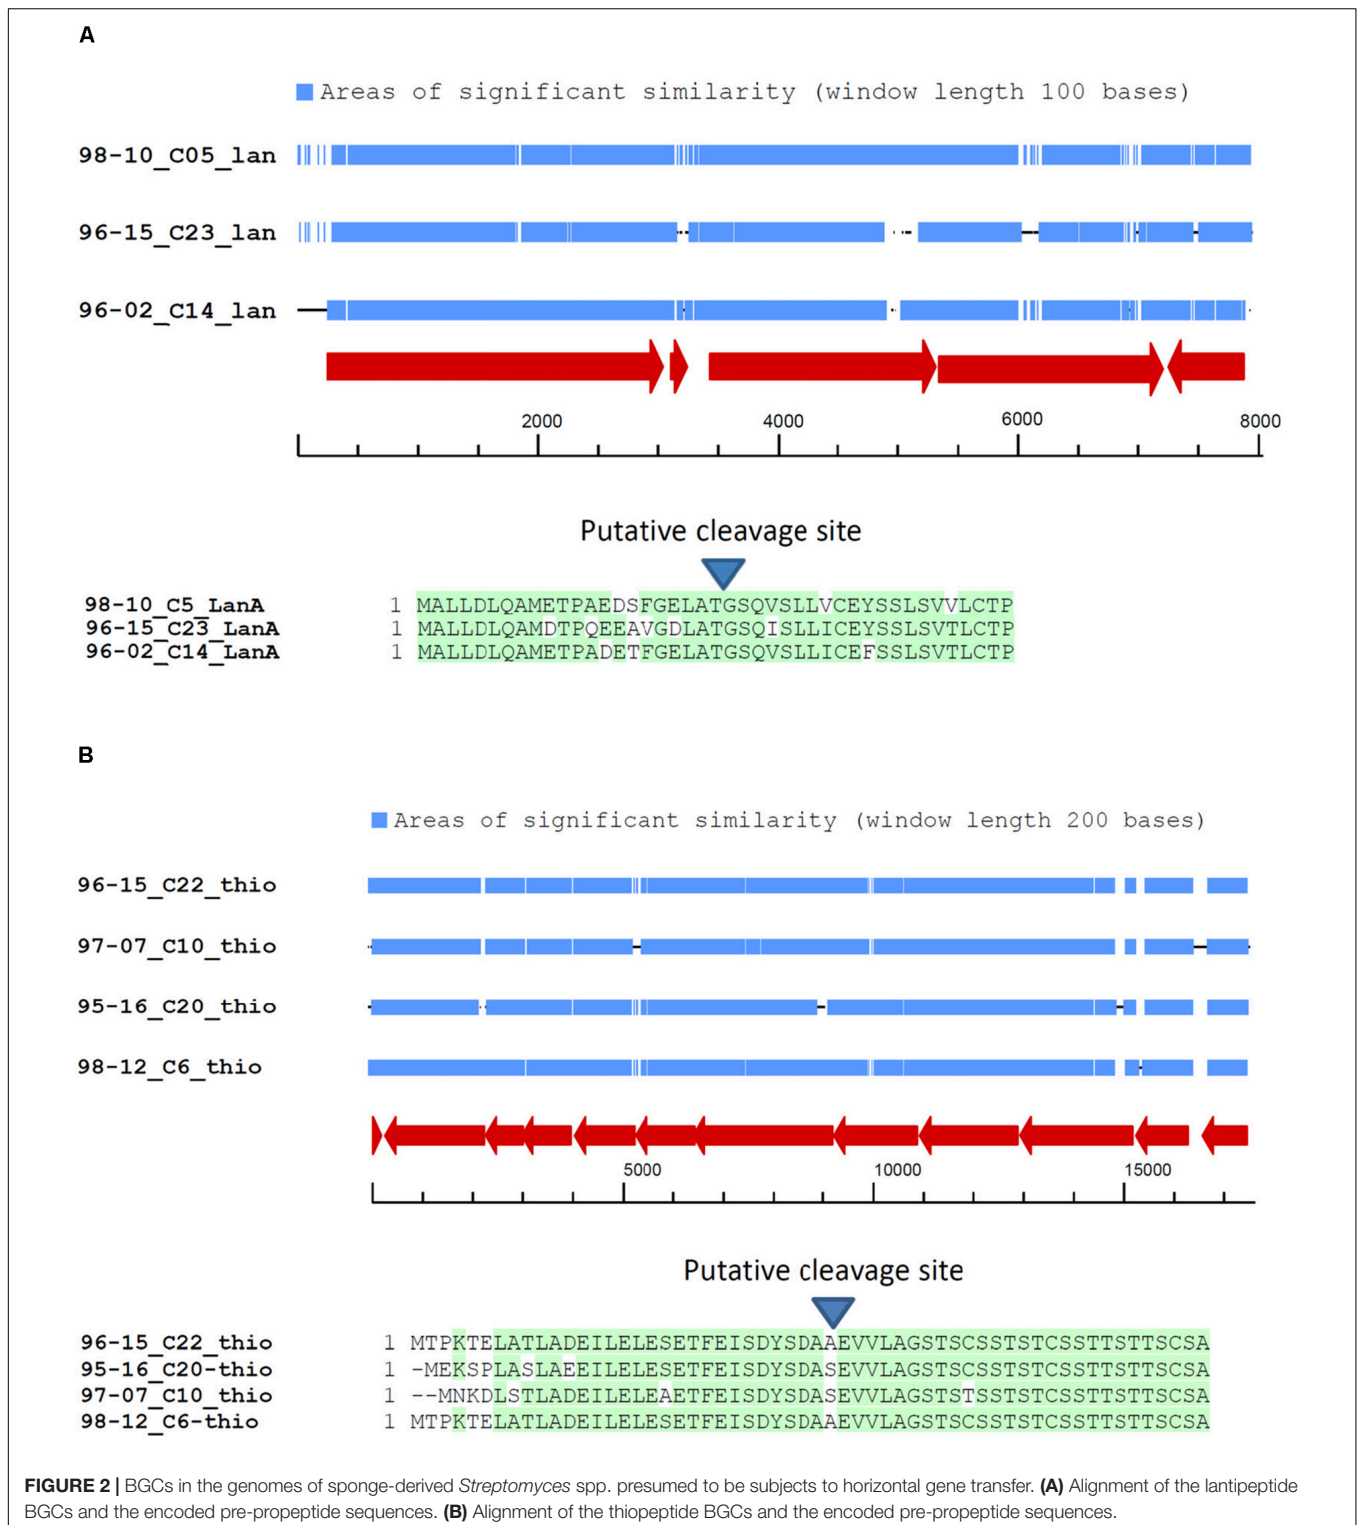 A
Areas of significant similarity (window length 100 bases)
98-10_C05_lan
96-15_C23_lan
96-02_C14_lan
2000 4000 6000 8000
Putative cleavage site
98-10_C5_LanA 1 MALLDLQAMETPAEDSFGELATGSQVSLLVCEYSSLSVVLCTP
96-15_C23_LanA 1 MALLDLQAMDTPQEEAVGDLATGSQISLLICEYSSLSVTLCTP
96-02_C14_LanA 1 MALLDLQAMETPADETFGELATGSQVSLLICEFSSLSVTLCTP
B
Areas of significant similarity (window length 200 bases)
96-15_C22_thio
97-07_C10_thio
95-16_C20_thio
98-12_C6_thio
5000 10000 15000
Putative cleavage site
96-15_C22_thio 1 MTPKTELATLADEILELESETFEISDYSDAAEVVLAGSTSCSSTSTCSSTTSTTSCSA
95-16_C20-thio 1 -MEKSPLASLAEEILELESETFEISDYSDASEVVLAGSTSCSSTSTCSSTTSTTSCSA
97-07_C10_thio 1 --MNKDLSTLADEILELEAETFEISDYSDASEVVLAGSTSTSSTSTCSSTTSTTSCSA
98-12_C6-thio 1 MTPKTELATLADEILELESETFEISDYSDAAEVVLAGSTSCSSTSTCSSTTSTTSCSA
FIGURE 2 | BGCs in the genomes of sponge-derived Streptomyces spp. presumed to be subjects to horizontal gene transfer. (A) Alignment of the lantipeptide
BGCs and the encoded pre-propeptide sequences. (B) Alignment of the thiopeptide BGCs and the encoded pre-propeptide sequences.